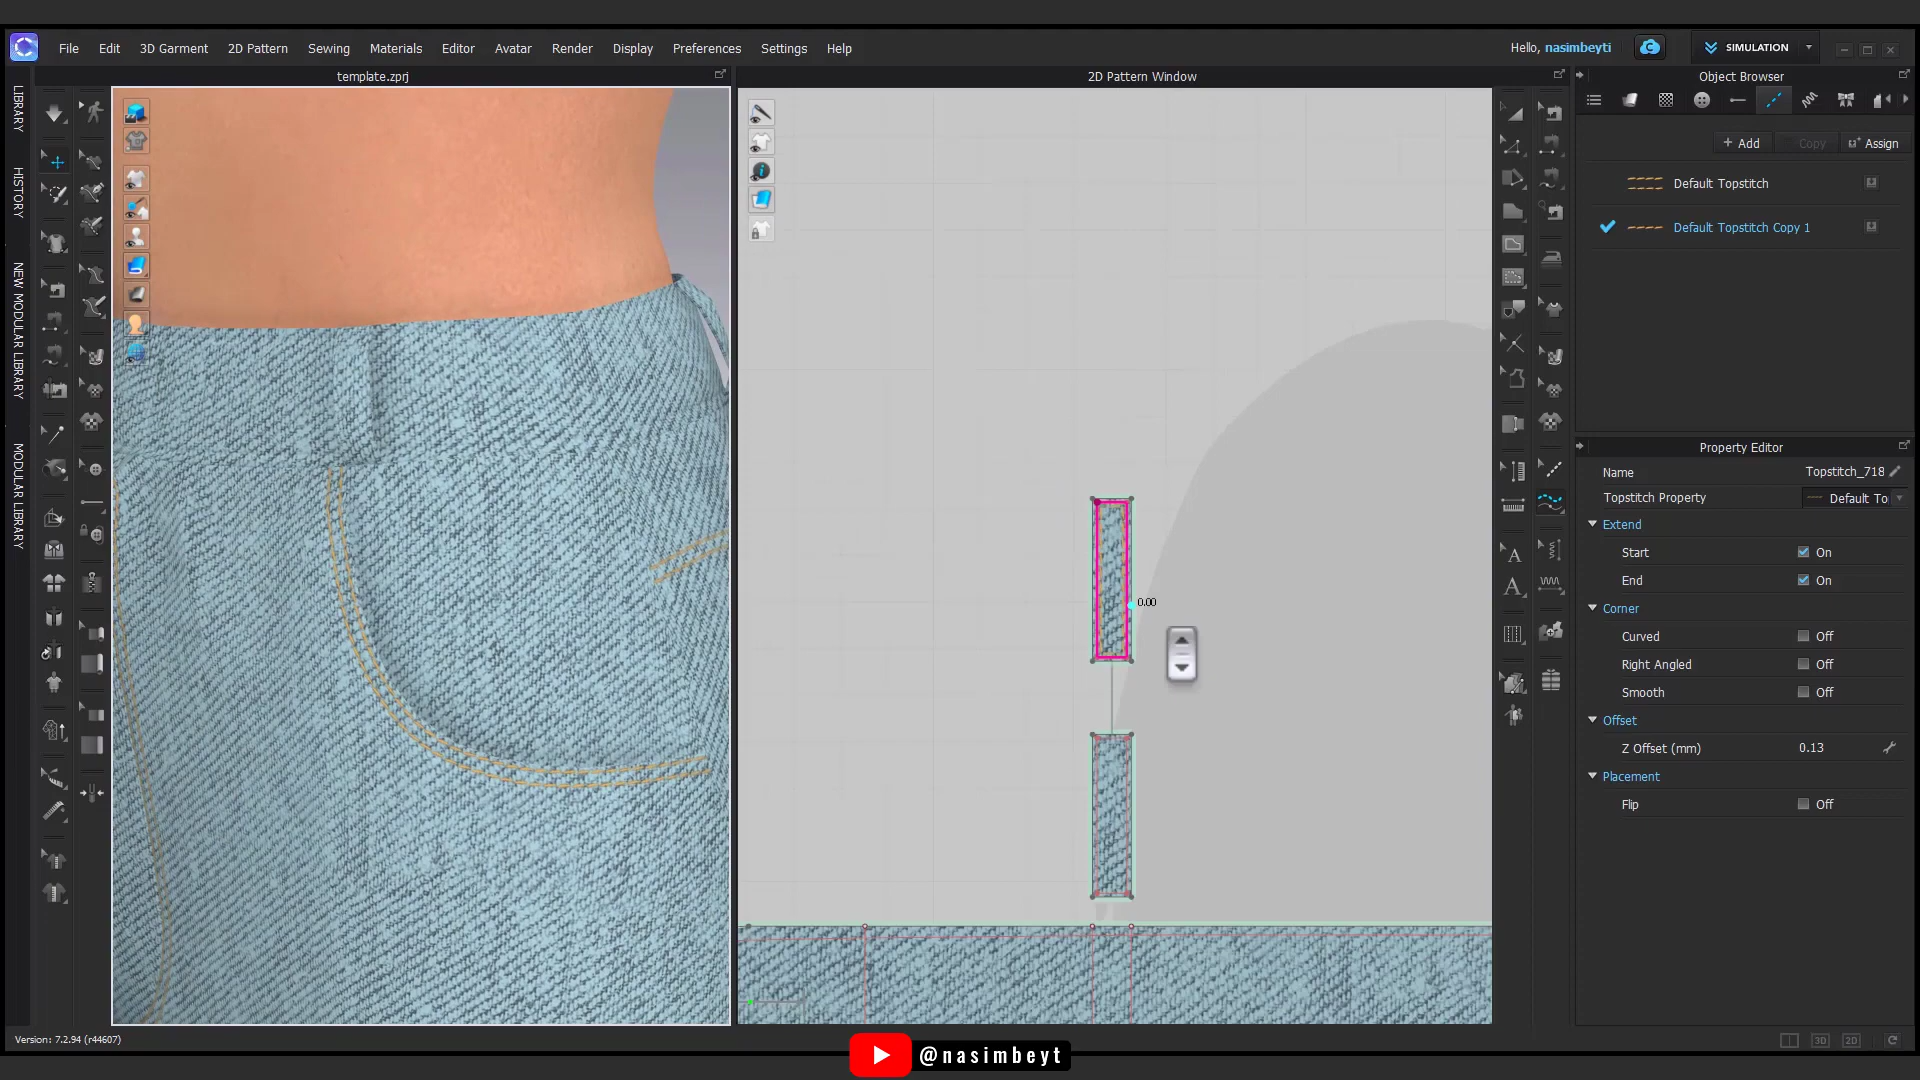 File Edit 3D Garment 2D Pattern Sewing Materials Editor Avatar Render Display Preferences Settings Help
Hello, nasimbeyti
SIMULATION
template.zprj
2D Pattern Window
Object Browser
LIBRARY
HISTORY
NEW MODULAR LIBRARY
MODULAR LIBRARY
+ Add
Copy
Assign
Default Topstitch
Default Topstitch Copy 1
Property Editor
Name Topstitch_718
Topstitch Property Default To
Extend
Start On
End On
Corner
Curved Off
Right Angled Off
Smooth Off
Offset
Z Offset (mm) 0.13
Placement
Flip Off
0.00
A
A
3D
2D
Version: 7.2.94 (r44607)
@nasimbeyt